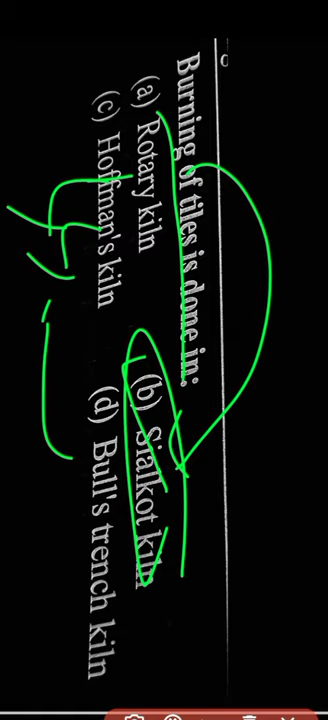 Burning of tiles is done in:
(a) Rotary kiln (b) Sialkot kiln
(c) Hoffman's kiln (d) Bull's trench kiln